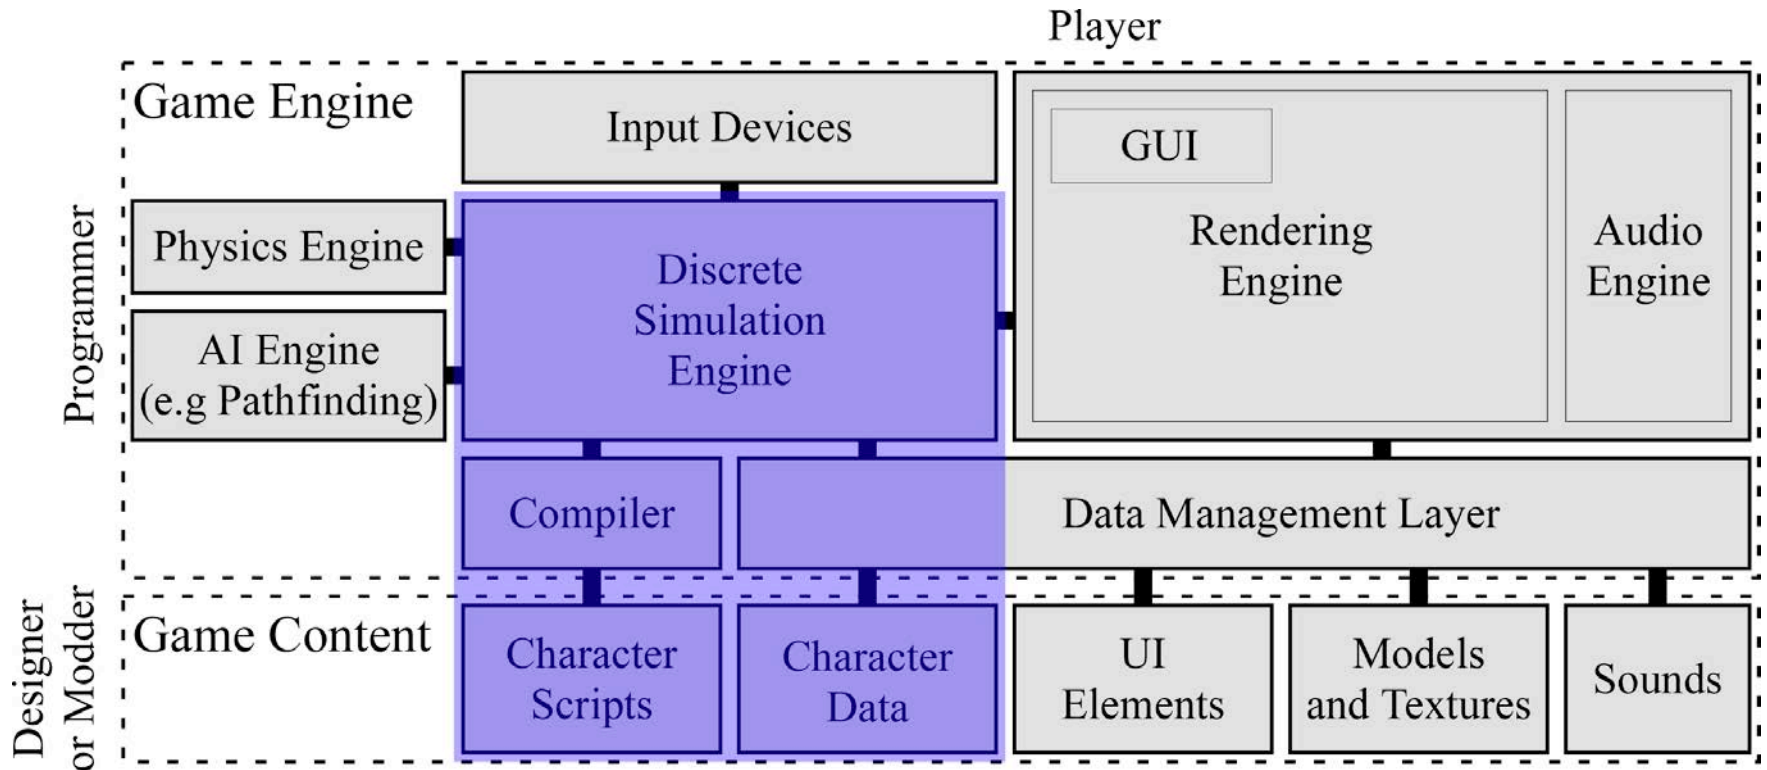 Player
Game Engine
Input Devices
GUI
Rendering
Engine
Audio
Engine
Programmer
Physics Engine
AI Engine
(e.g Pathfinding)
Discrete
Simulation
Engine
Compiler
Data Management Layer
Designer
or Modder
Game Content
Character
Scripts
Character
Data
UI
Elements
Models
and Textures
Sounds